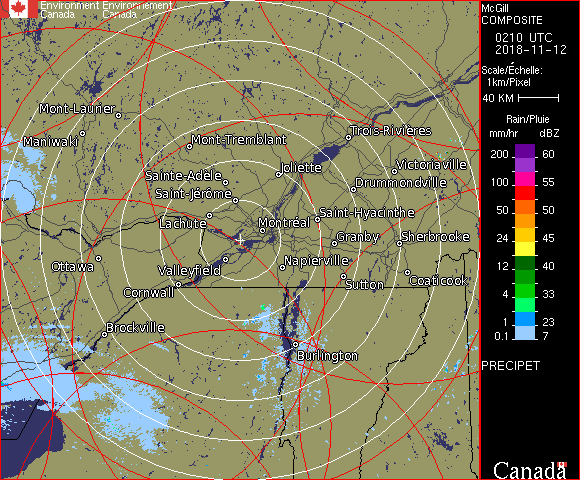 Environment Environnement
Canada Canada
McGill
COMPOSITE
0210 UTC
2018-11-12
Scale/Échelle:
1km/Pixel
40 KM
Rain/Pluie
mm/hr dBZ
200 60
150 57
100 55
50 50
24 45
12 40
4 33
1 23
0.1 7
PRECIPET
Canada
Mont-Laurier
Maniwaki
Mont-Tremblant
Trois-Rivières
Joliette
Victoriaville
Sainte-Adèle
Drummondville
Saint-Jérôme
Saint-Hyacinthe
Lachute
Montréal
Granby
Sherbrooke
Ottawa
Valleyfield
Napierville
Cornwall
Sutton
Coaticook
Brockville
Burlington